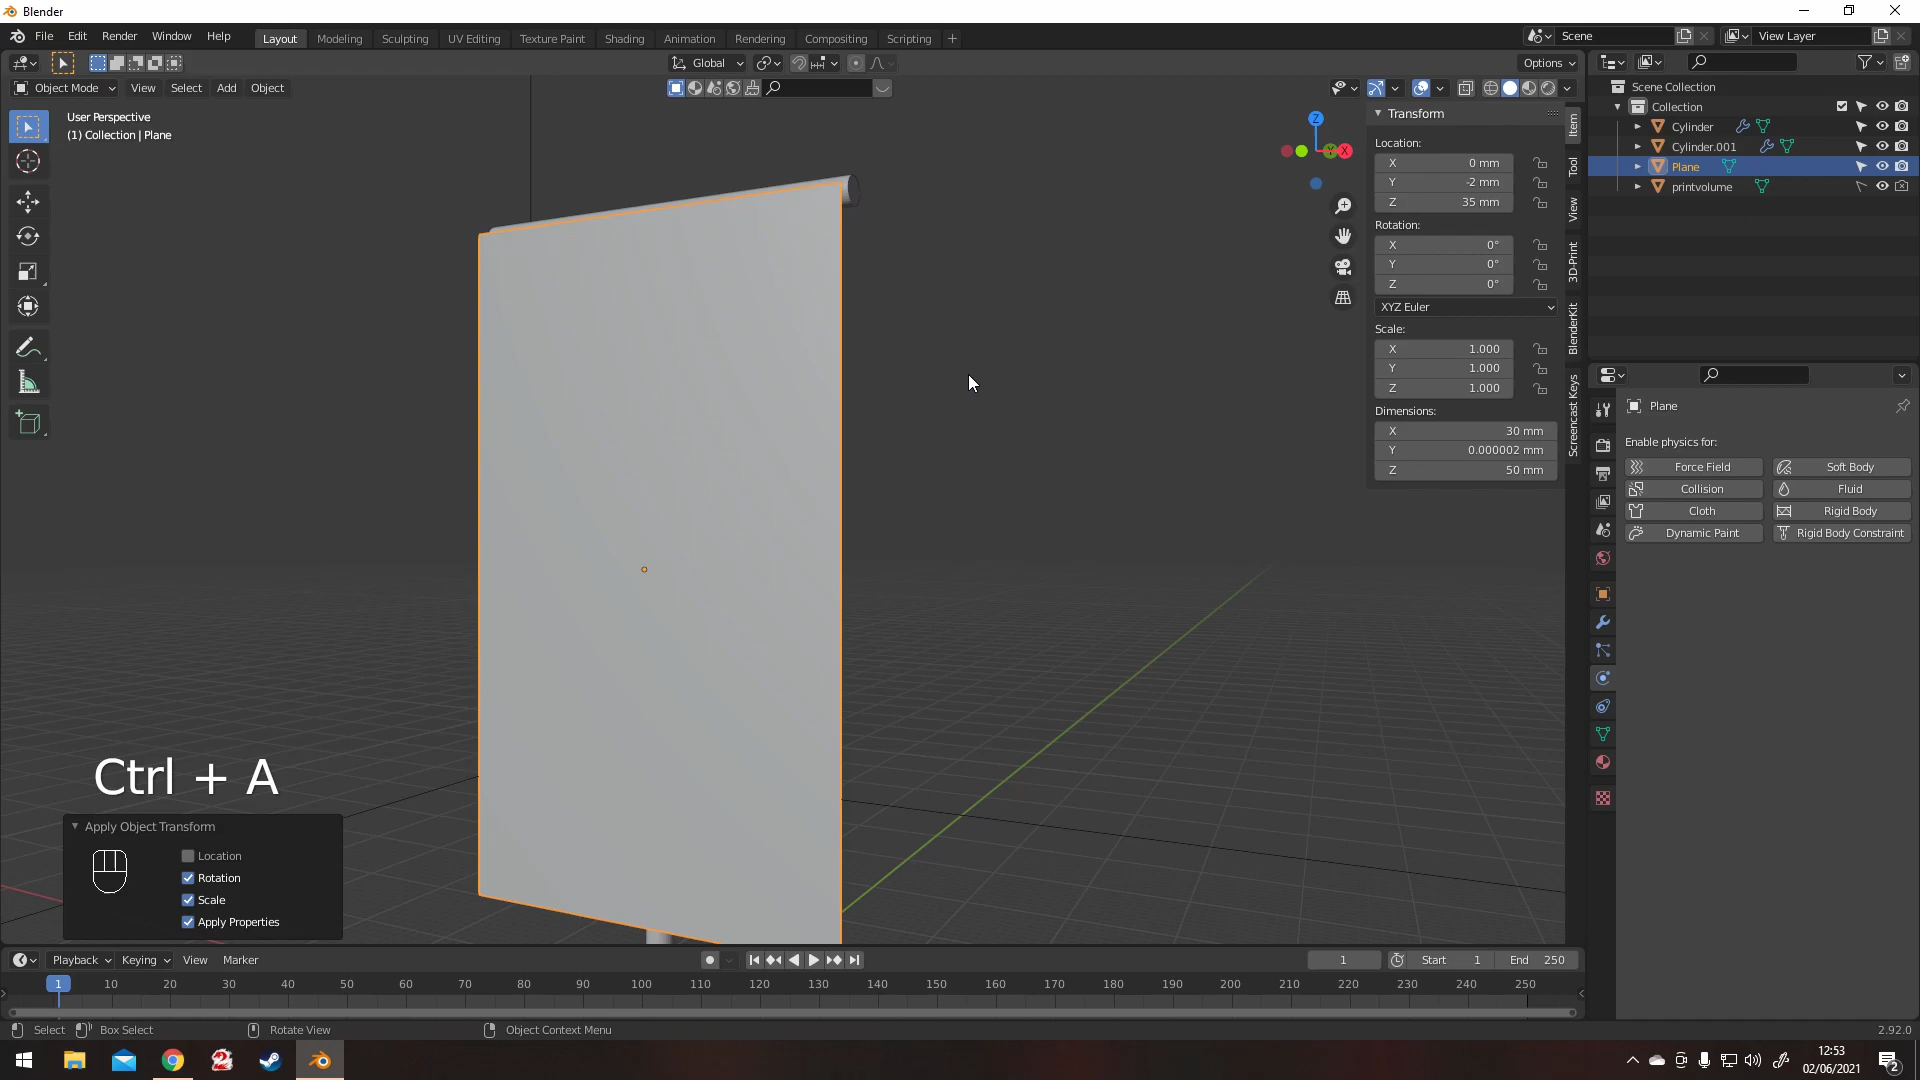 Blender
File Edit Render Window Help
Layout Modeling Sculpting UV Editing Texture Paint Shading Animation Rendering Compositing Scripting +
Scene
View Layer
Global
Options
Object Mode View Select Add Object
User Perspective
(1) Collection | Plane
Z
X
Y
Transform
Location:
X 0 mm
Y -2 mm
Z 35 mm
Rotation:
X 0°
Y 0°
Z 0°
XYZ Euler
Scale:
X 1.000
Y 1.000
Z 1.000
Dimensions:
X 30 mm
Y 0.000002 mm
Z 50 mm
Item
Tool
View
3D-Print
BlenderKit
Screencast Keys
Scene Collection
Collection
Cylinder
Cylinder.001
Plane
printvolume
Plane
Enable physics for:
Force Field Soft Body
Collision Fluid
Cloth Rigid Body
Dynamic Paint Rigid Body Constraint
Ctrl + A
Apply Object Transform
Location
Rotation
Scale
Apply Properties
Playback Keying View Marker
1 Start 1 End 250
1 10 20 30 40 50 60 70 80 90 100 110 120 130 140 150 160 170 180 190 200 210 220 230 240 250
Select Box Select Rotate View Object Context Menu 2.92.0
12:53
02/06/2021
2